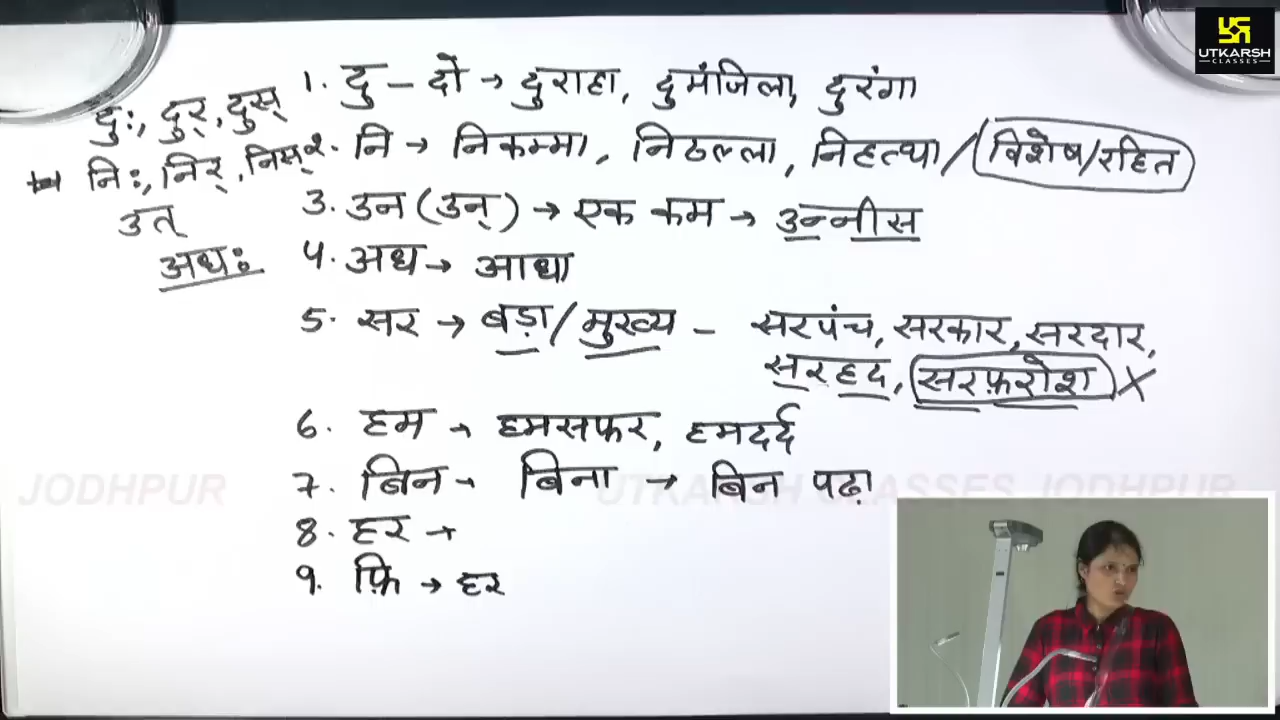 UTKARSH
CLASSES
दुः, दुर्, दुस्
निः, निर्, निस्
उत्
अधः
1. दु – दो → दुराहा, दुमंजिला, दुरंगा
2. नि → निकम्मा, निठल्ला, निहत्था / विशेष/रहित
3. उन (उन्) → एक कम → उन्नीस
4. अध → आधा
5. सर → बड़ा/मुख्य – सरपंच, सरकार, सरदार,
सरहद, सरफ़रोश ×
6. हम → हमसफर, हमदर्द
7. बिन → बिना → बिन पढ़ा
8. हर →
9. फ़ि → हर
JODHPUR UTKARSH CLASSES JODHPUR